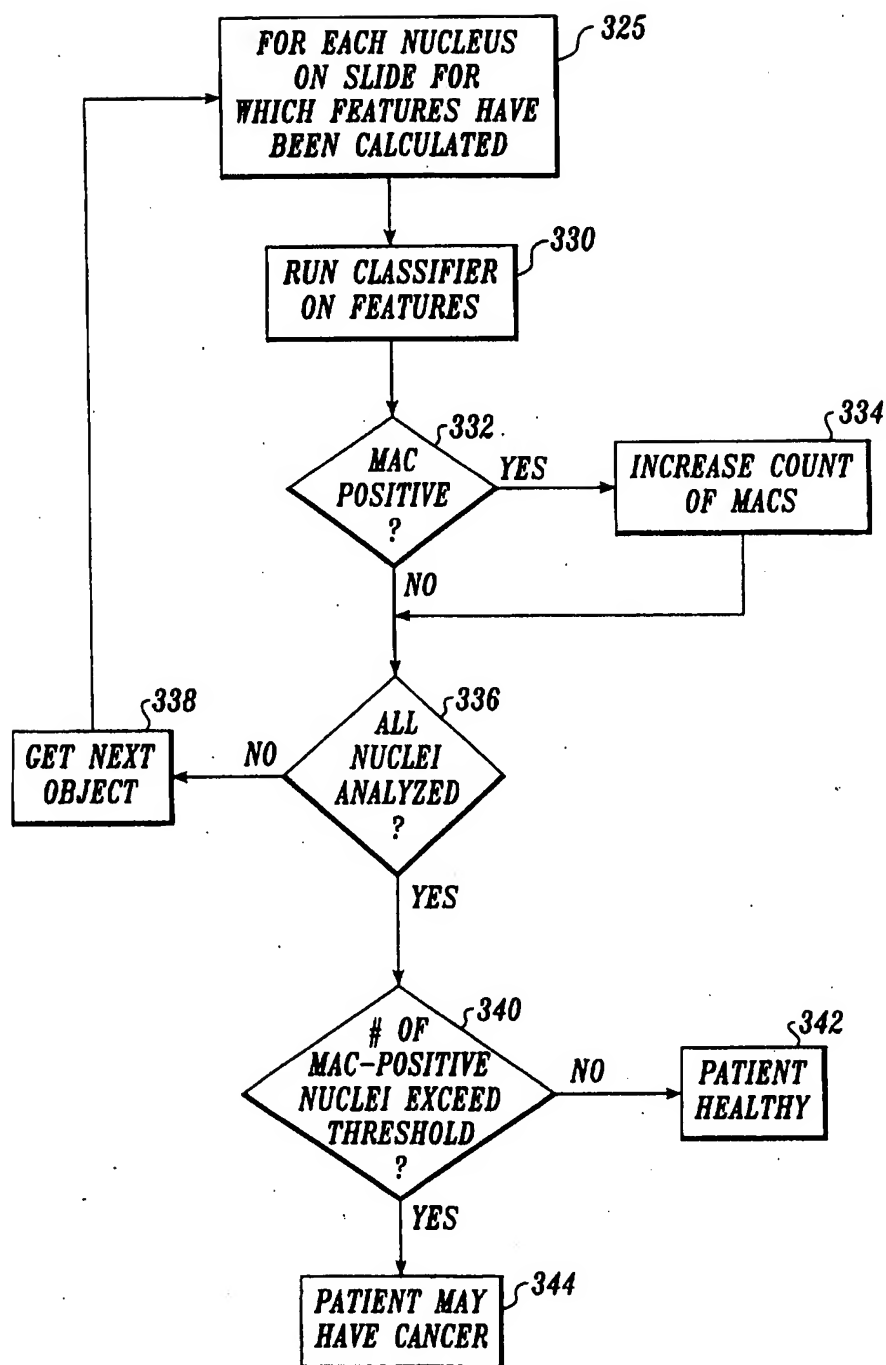 325
FOR EACH NUCLEUS
ON SLIDE FOR
WHICH FEATURES HAVE
BEEN CALCULATED
330
RUN CLASSIFIER
ON FEATURES
332
MAC
POSITIVE
?
YES
334
INCREASE COUNT
OF MACS
NO
336
ALL
NUCLEI
ANALYZED
?
NO
338
GET NEXT
OBJECT
YES
340
# OF
MAC-POSITIVE
NUCLEI EXCEED
THRESHOLD
?
NO
342
PATIENT
HEALTHY
YES
344
PATIENT MAY
HAVE CANCER